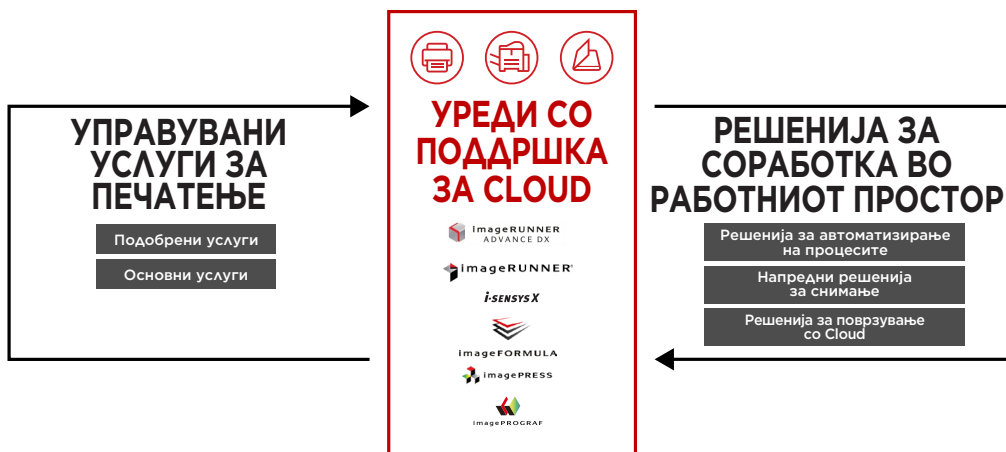 УПРАВУВАНИ
УСЛУГИ ЗА
ПЕЧАТЕЊЕ
Подобрени услуги
Основни услуги
УРЕДИ СО
ПОДДРШКА
ЗА CLOUD
imageRUNNER
ADVANCE DX
imageRUNNER
i-SENSYS X
imageFORMULA
imagePRESS
imagePROGRAF
РЕШЕНИЈА ЗА
СОРАБОТКА ВО
РАБОТНИОТ ПРОСТОР
Решенија за автоматизирање
на процесите
Напредни решенија
за снимање
Решенија за поврзување
со Cloud